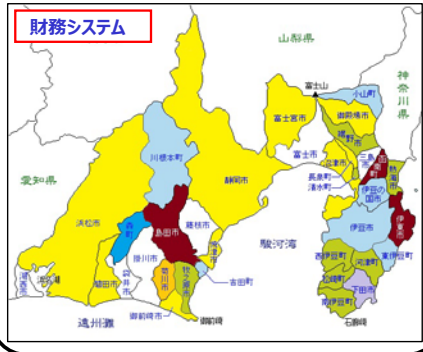 財務システム
山梨県
神奈川県
愛知県
富士山
小山町
御殿場市
富士宮市
裾野市
川根本町
富士市
沼津市
三島市
函南町
熱海市
長泉町
清水町
静岡市
伊豆の国市
浜松市
森町
島田市
藤枝市
焼津市
駿河湾
伊豆市
伊東市
掛川市
西伊豆町
東伊豆町
河津町
湖西市
浜名湖
磐田市
袋井市
菊川市
牧之原市
吉田町
松崎町
下田市
南伊豆町
遠州灘
御前崎市
御前崎
石廊崎